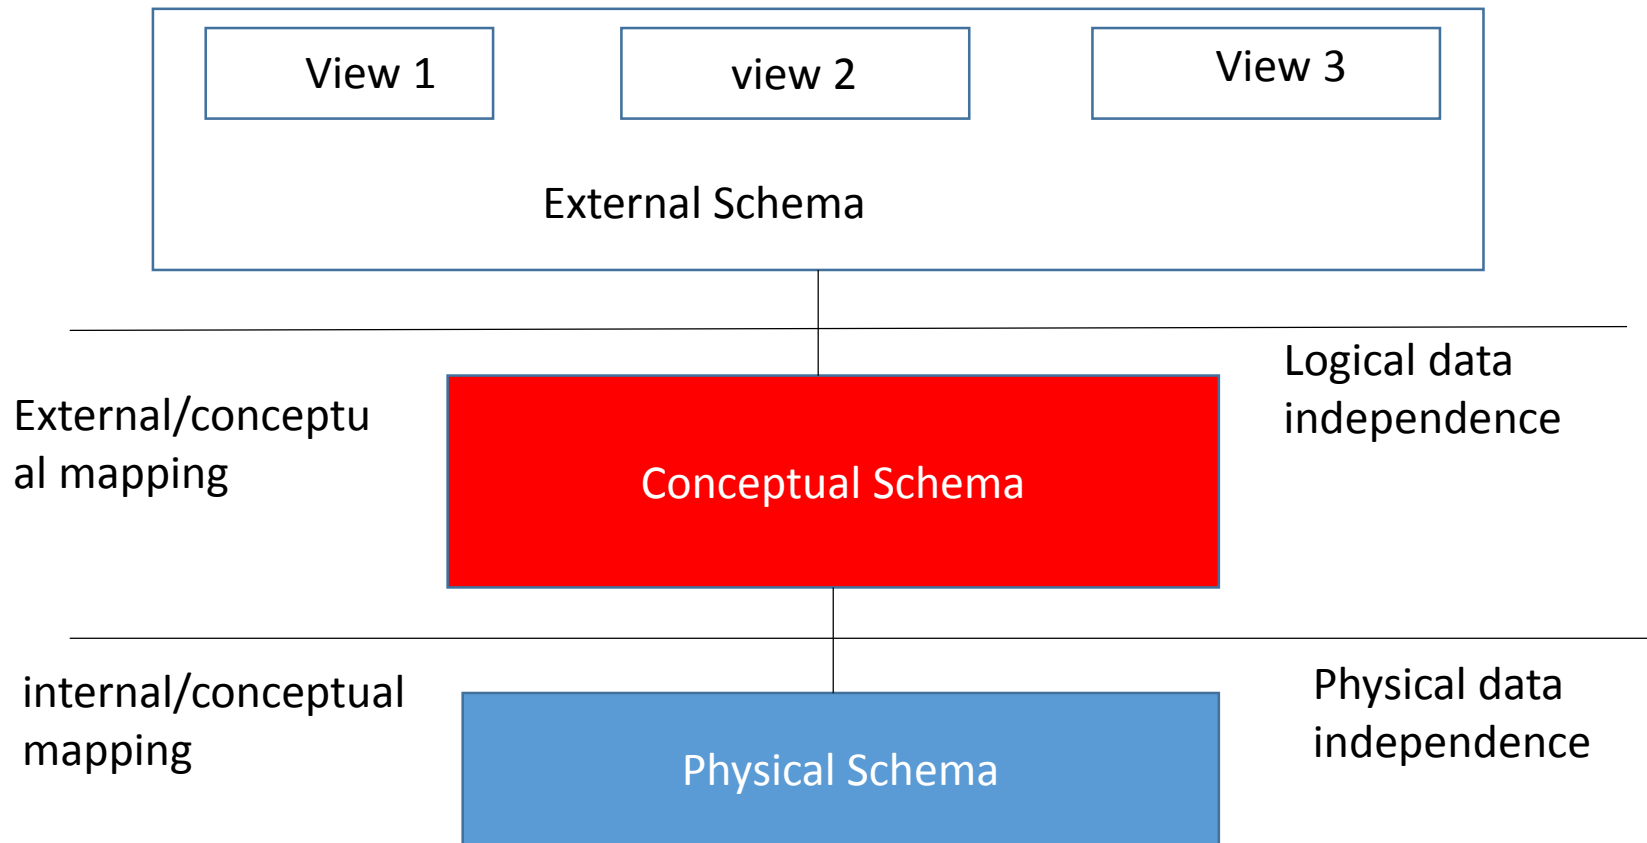 View 1
view 2
View 3
External Schema
Logical data
independence
External/conceptu
al mapping
Conceptual Schema
internal/conceptual
mapping
Physical data
independence
Physical Schema